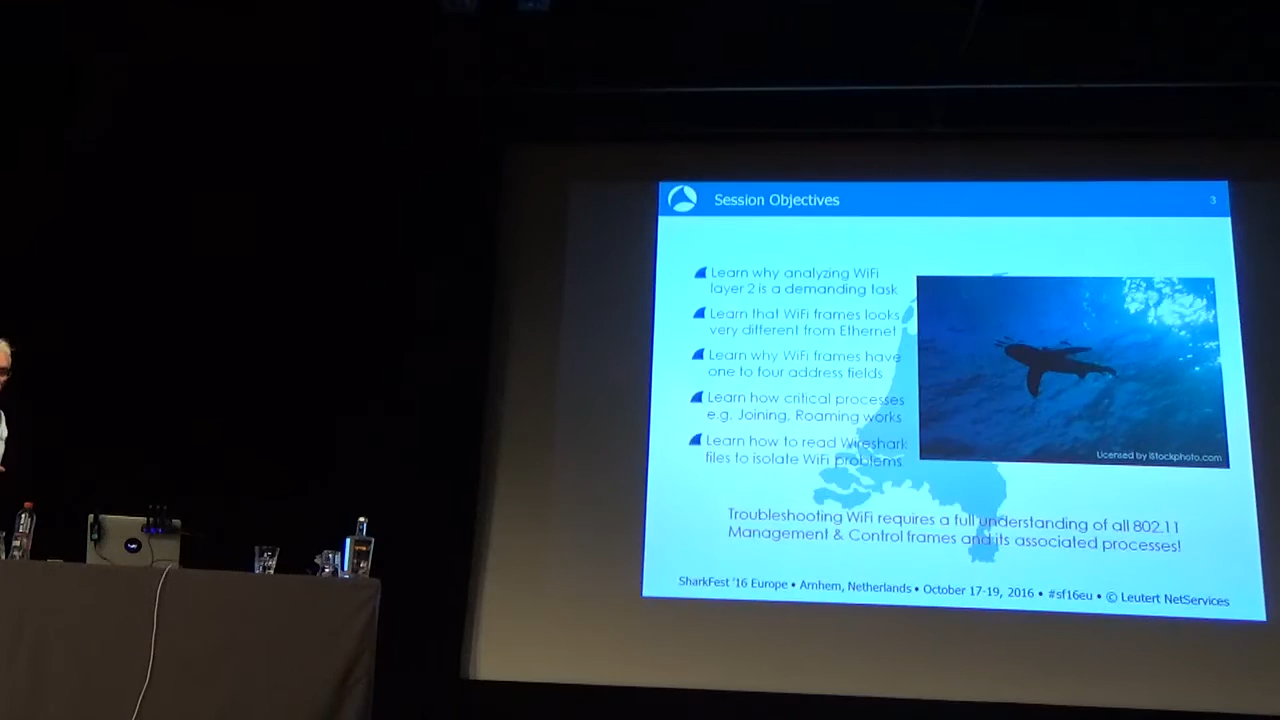 Session Objectives
3
Learn why analyzing WiFi
layer 2 is a demanding task
Learn that WiFi frames looks
very different from Ethernet
Learn why WiFi frames have
one to four address fields
Learn how critical processes
e.g. Joining, Roaming works
Learn how to read Wireshark
files to isolate WiFi problems
Licensed by iStockphoto.com
Troubleshooting WiFi requires a full understanding of all 802.11
Management & Control frames and its associated processes!
SharkFest '16 Europe • Arnhem, Netherlands • October 17-19, 2016 • #sf16eu • © Leutert NetServices